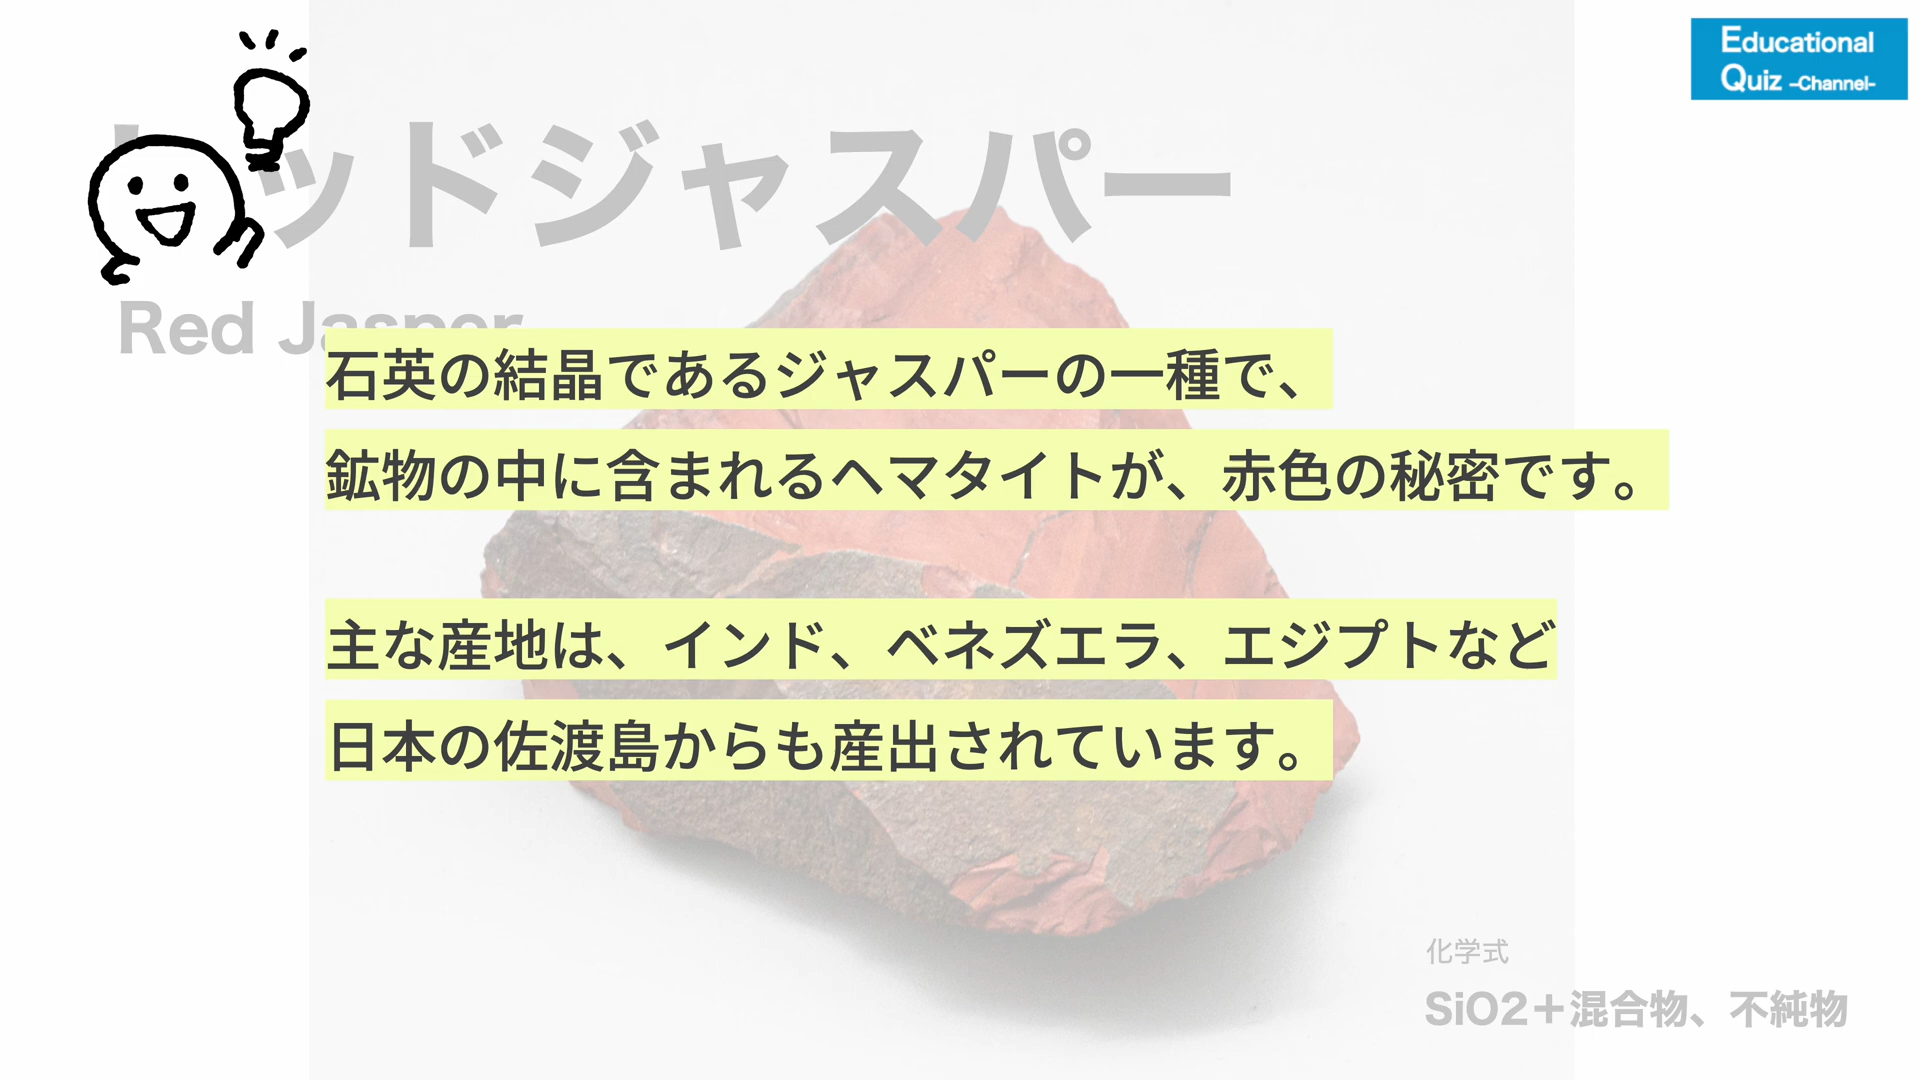 Educational
Quiz -Channel-
ッドジャスパー
Red Jasper
石英の結晶であるジャスパーの一種で、
鉱物の中に含まれるヘマタイトが、赤色の秘密です。
主な産地は、インド、ベネズエラ、エジプトなど
日本の佐渡島からも産出されています。
化学式
SiO2＋混合物、不純物